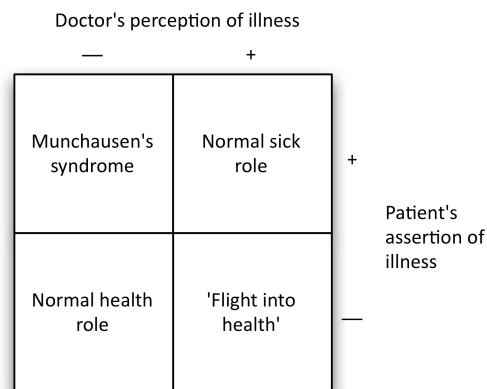 Doctor's perception of illness
— +
Munchausen's
syndrome
Normal sick
role
+
Patient's
assertion of
illness
Normal health
role
'Flight into
health'
—